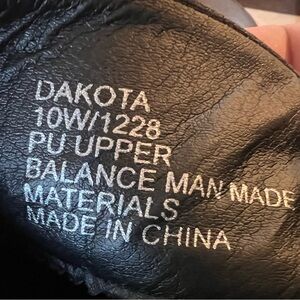 DAKOTA
10W/1228
PU UPPER
BALANCE MAN MADE
MATERIALS
MADE IN CHINA